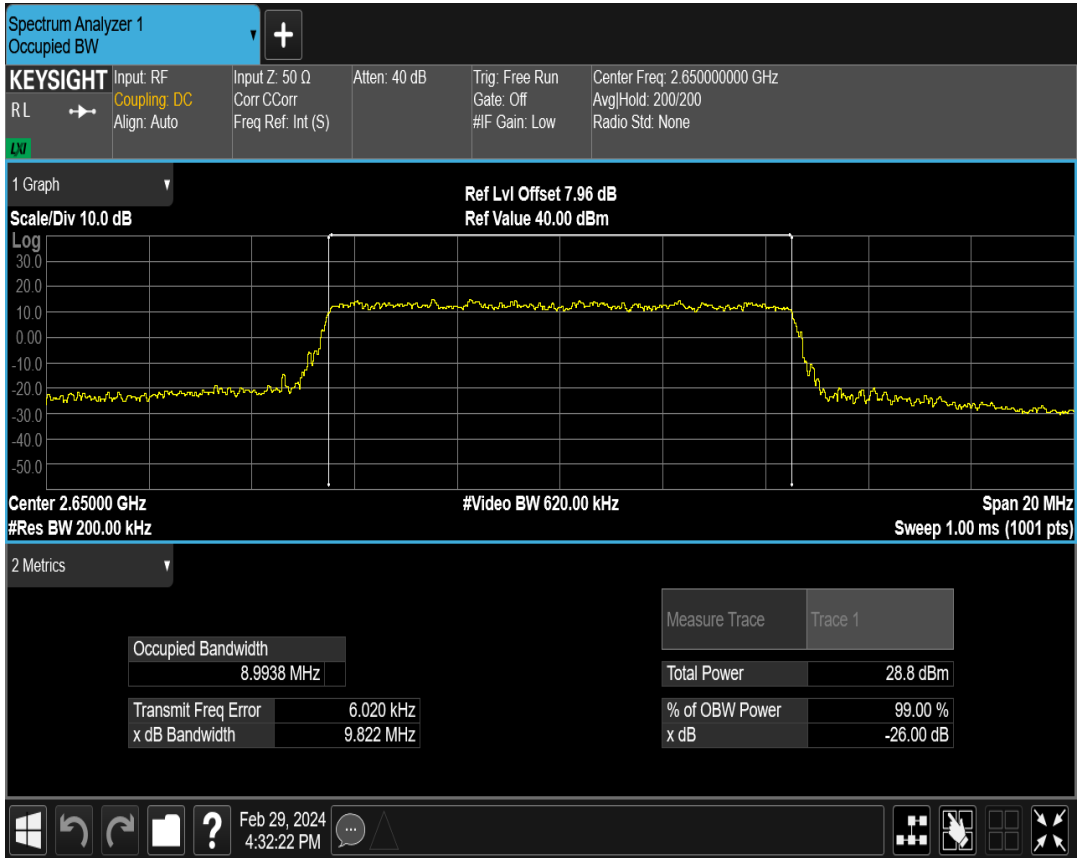 Spectrum Analyzer 1
Occupied BW
KEYSIGHT
R L
LXI
Input: RF
Coupling: DC
Align: Auto
Input Z: 50 Ω
Corr CCorr
Freq Ref: Int (S)
Atten: 40 dB
Trig: Free Run
Gate: Off
#IF Gain: Low
Center Freq: 2.650000000 GHz
Avg|Hold: 200/200
Radio Std: None
1 Graph
Scale/Div 10.0 dB
Ref Lvl Offset 7.96 dB
Ref Value 40.00 dBm
Log
30.0
20.0
10.0
0.00
-10.0
-20.0
-30.0
-40.0
-50.0
Center 2.65000 GHz
#Res BW 200.00 kHz
#Video BW 620.00 kHz
Span 20 MHz
Sweep 1.00 ms (1001 pts)
2 Metrics
Occupied Bandwidth
8.9938 MHz
Transmit Freq Error 6.020 kHz
x dB Bandwidth 9.822 MHz
Measure Trace Trace 1
Total Power 28.8 dBm
% of OBW Power 99.00 %
x dB -26.00 dB
?
Feb 29, 2024
4:32:22 PM